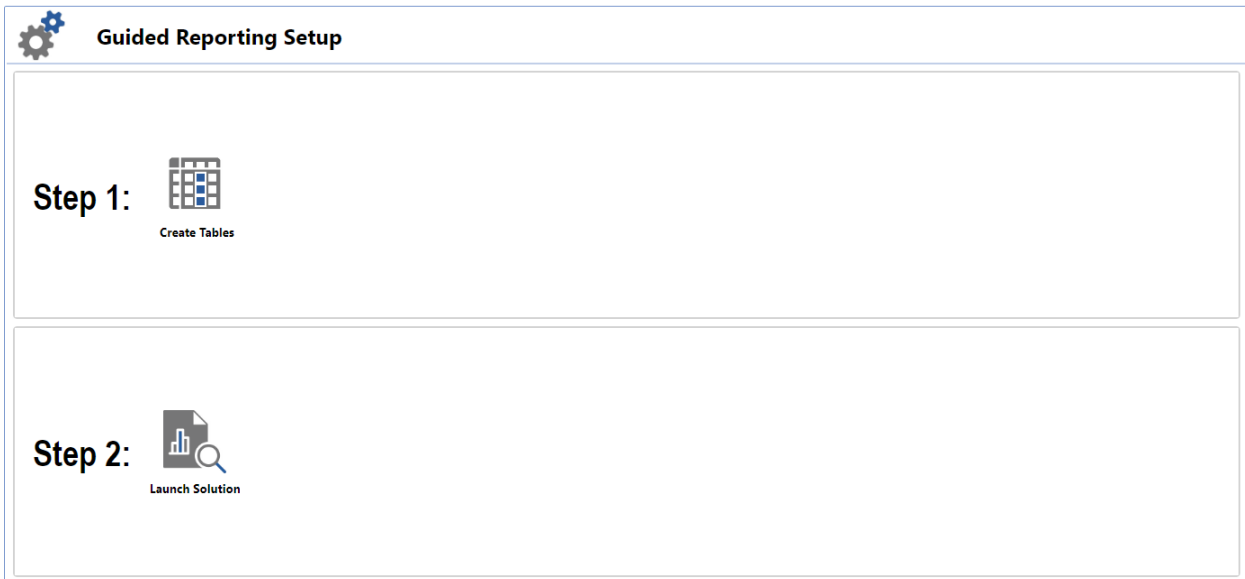 Guided Reporting Setup
Step 1:
Create Tables
Step 2:
Launch Solution